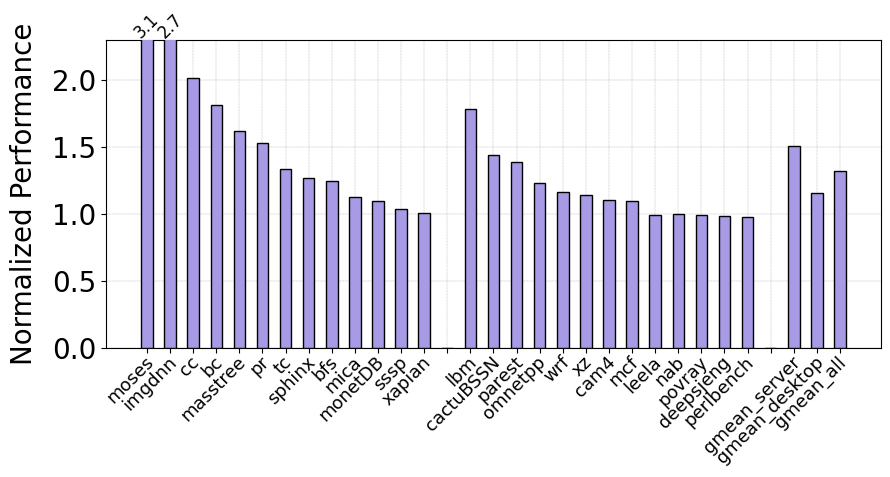 3.1
2.7
Normalized Performance
2.0
1.5
1.0
0.5
0.0
moses
imgdnn
cc
bc
masstree
pr
tc
sphinx
bfs
mica
monetDB
sssp
xapian
lbm
cactuBSSN
parest
omnetpp
wrf
xz
cam4
mcf
leela
nab
povray
deepsjeng
perlbench
gmean_server
gmean_desktop
gmean_all